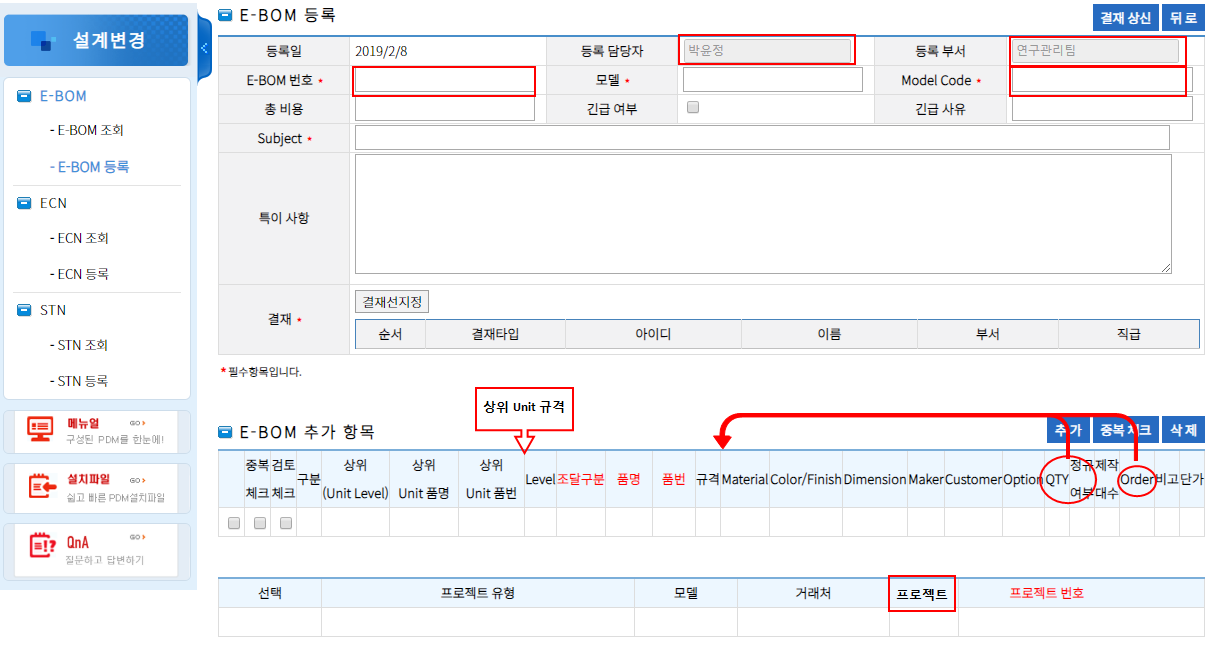 설계변경
E-BOM
- E-BOM 조회
- E-BOM 등록
ECN
- ECN 조회
- ECN 등록
STN
- STN 조회
- STN 등록
메뉴얼 GO>
구성된 PDM를 한눈에!
설치파일 GO>
쉽고 빠른 PDM설치파일
QnA GO>
질문하고 답변하기
E-BOM 등록
결재 상신 뒤 로
등록일 2019/2/8 등록 담당자 박윤정 등록 부서 연구관리팀
E-BOM 번호 * 모델 * Model Code *
총 비용 긴급 여부 긴급 사유
Subject *
특이 사항
결재 * 결재선지정
순서 결재타입 아이디 이름 부서 직급
* 필수항목입니다.
상위 Unit 규격
E-BOM 추가 항목
추 가 중복 체크 삭 제
중복 체크 검토 체크 구분 상위 (Unit Level) 상위 Unit 품명 상위 Unit 품번 Level 조달구분 품명 품번 규격 Material Color/Finish Dimension Maker Customer Option QTY 정규 여부 제작 대수 Order 비고 단가
선택 프로젝트 유형 모델 거래처 프로젝트 프로젝트 번호